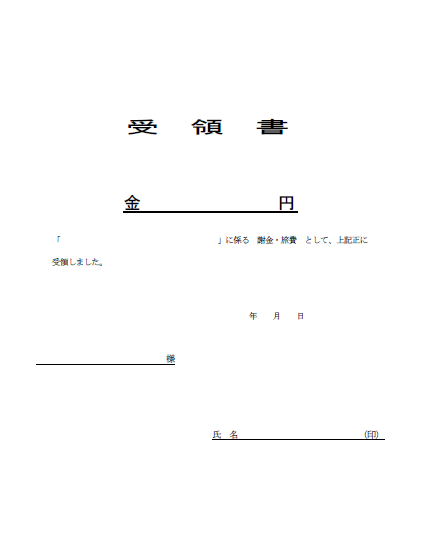 受　領　書
金　　　　　　　　円
「　　　　　　　　　　　　　　　　　　　」に係る　謝金・旅費　として、上記正に
受領しました。
年　　月　　日
様
氏　名　　　　　　　　　　　　　　　(印)